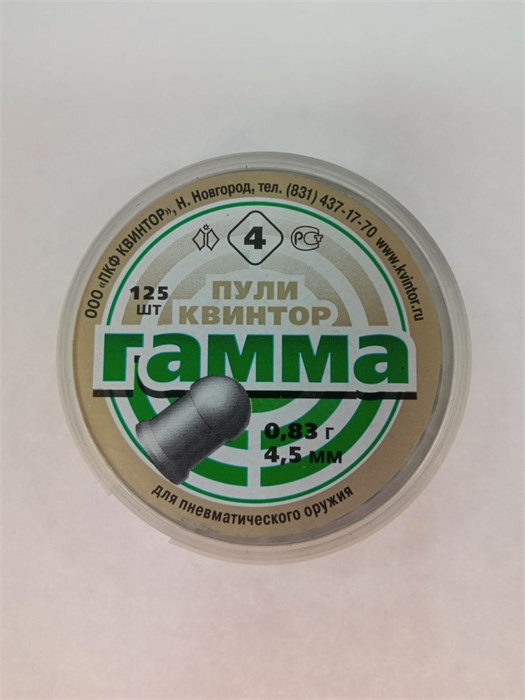 ООО «ПКФ КВИНТОР», Н. Новгород, тел. (831) 437-17-70 www.kvintor.ru
4
РСТ
125
ШТ
ПУЛИ
КВИНТОР
гамма
0,83 г
4,5 мм
для пневматического оружия